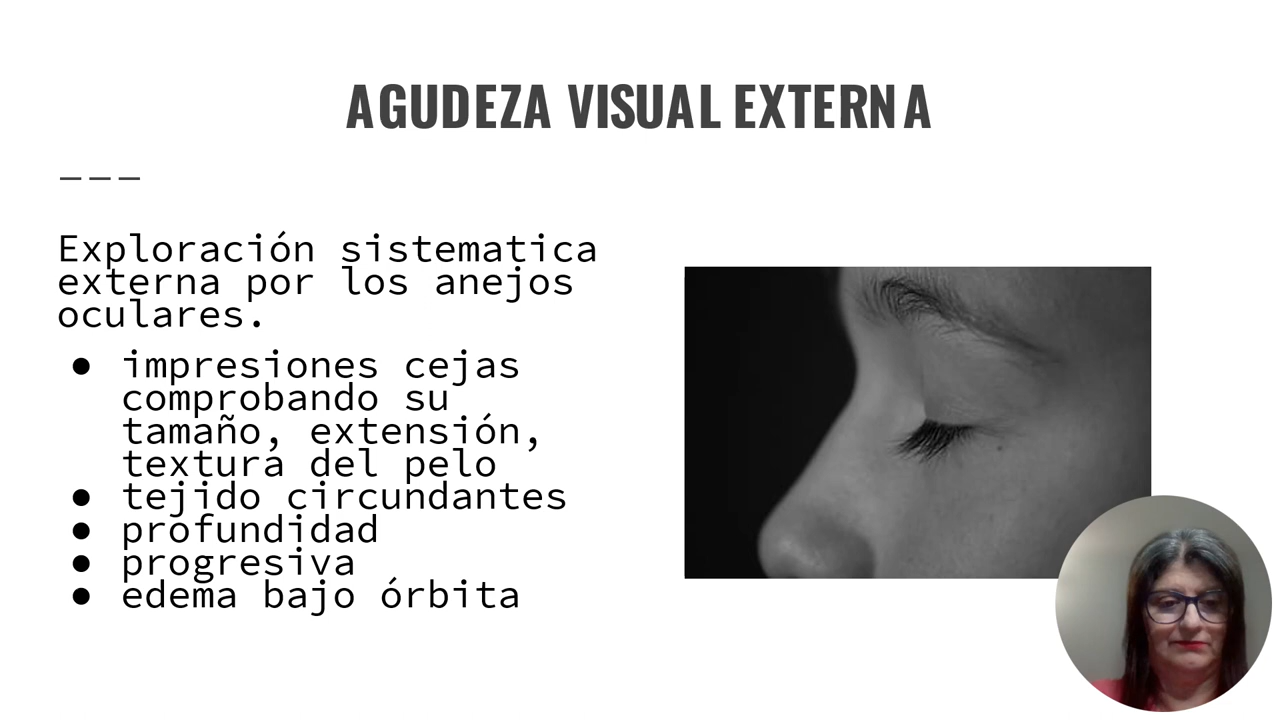 AGUDEZA VISUAL EXTERNA
Exploración sistematica
externa por los anejos
oculares.
● impresiones cejas
comprobando su
tamaño, extensión,
textura del pelo
● tejido circundantes
● profundidad
● progresiva
● edema bajo órbita